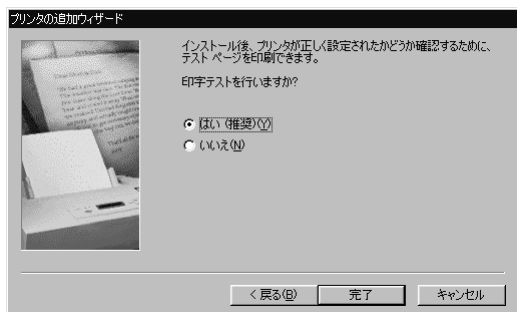 プリンタの追加ウィザード
インストール後、プリンタが正しく設定されたかどうか確認するために、
テスト ページを印刷できます。
印字テストを行いますか?
はい (推奨)(Y)
いいえ(N)
< 戻る(B)
完了
キャンセル